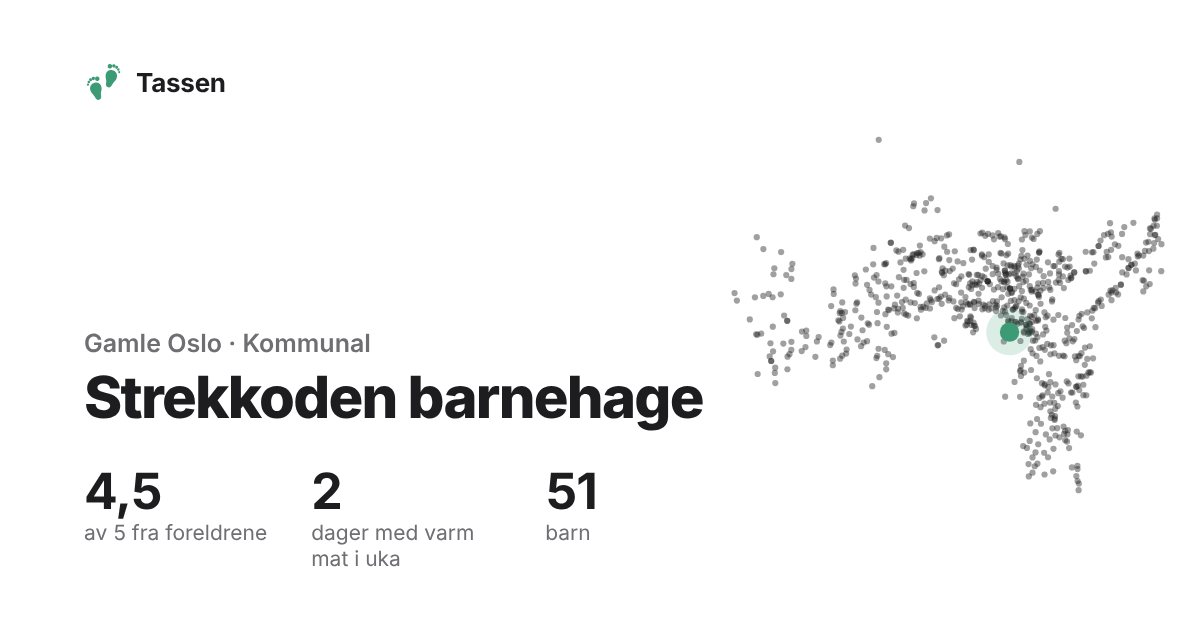 Tassen
Gamle Oslo · Kommunal
Strekkoden barnehage
4,5
av 5 fra foreldrene
2
dager med varm
mat i uka
51
barn